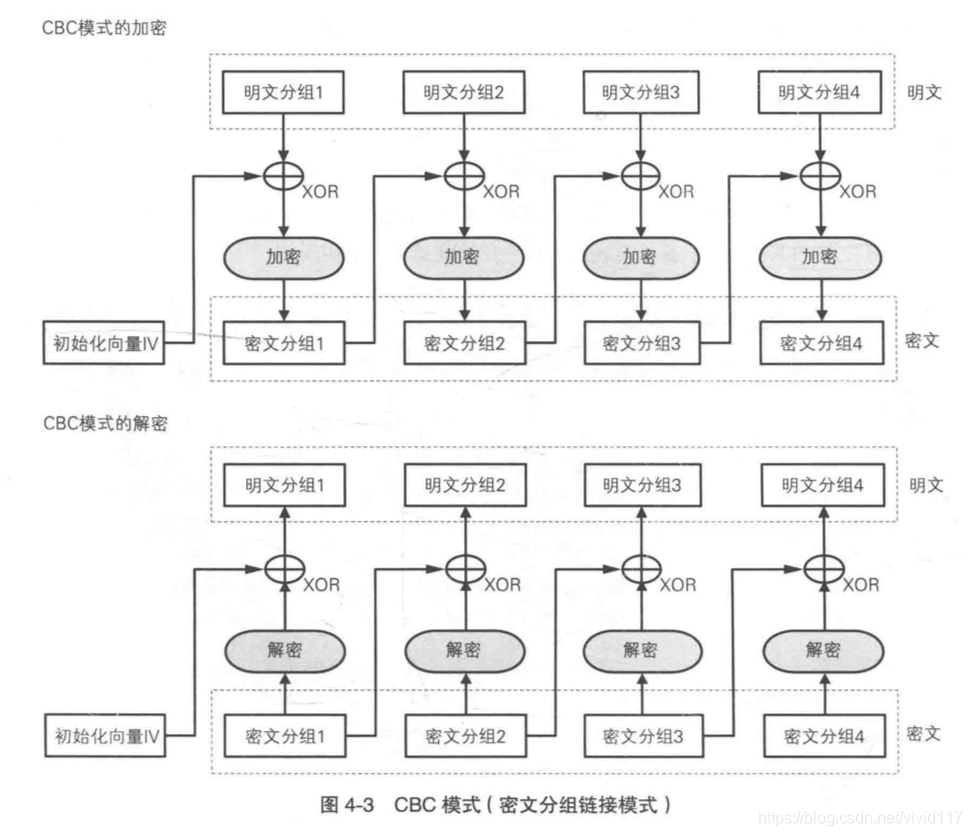 CBC模式的加密
明文分组1 明文分组2 明文分组3 明文分组4 明文
XOR XOR XOR XOR
加密 加密 加密 加密
初始化向量IV 密文分组1 密文分组2 密文分组3 密文分组4 密文
CBC模式的解密
明文分组1 明文分组2 明文分组3 明文分组4 明文
XOR XOR XOR XOR
解密 解密 解密 解密
初始化向量IV 密文分组1 密文分组2 密文分组3 密文分组4 密文
图 4-3 CBC 模式（密文分组链接模式）
https://blog.csdn.net/vivid117